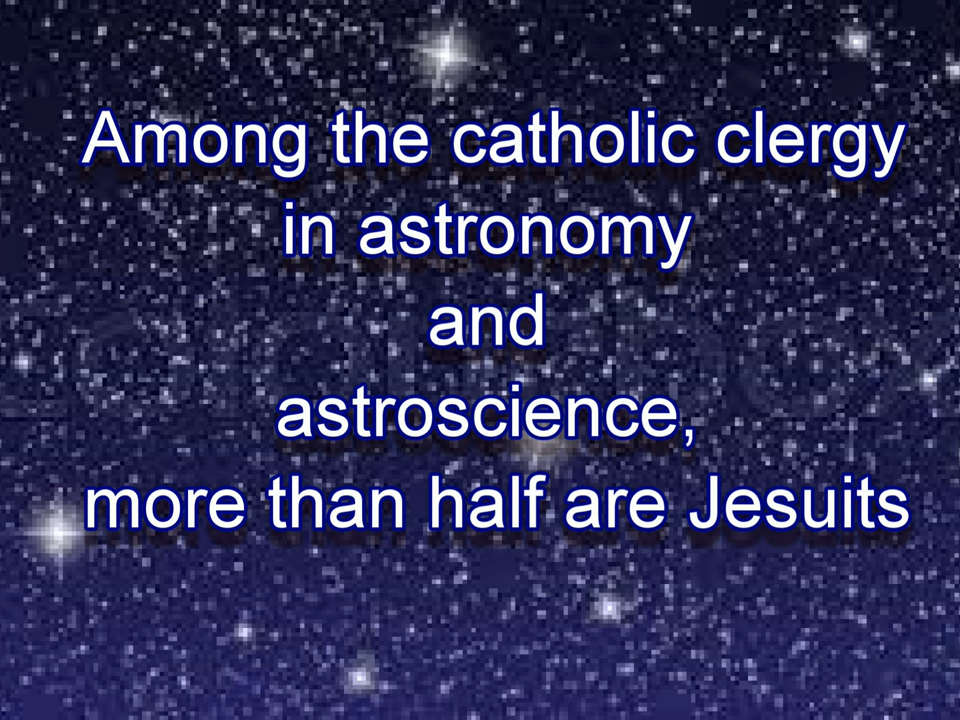 Among the catholic clergy
in astronomy
and
astroscience,
more than half are Jesuits